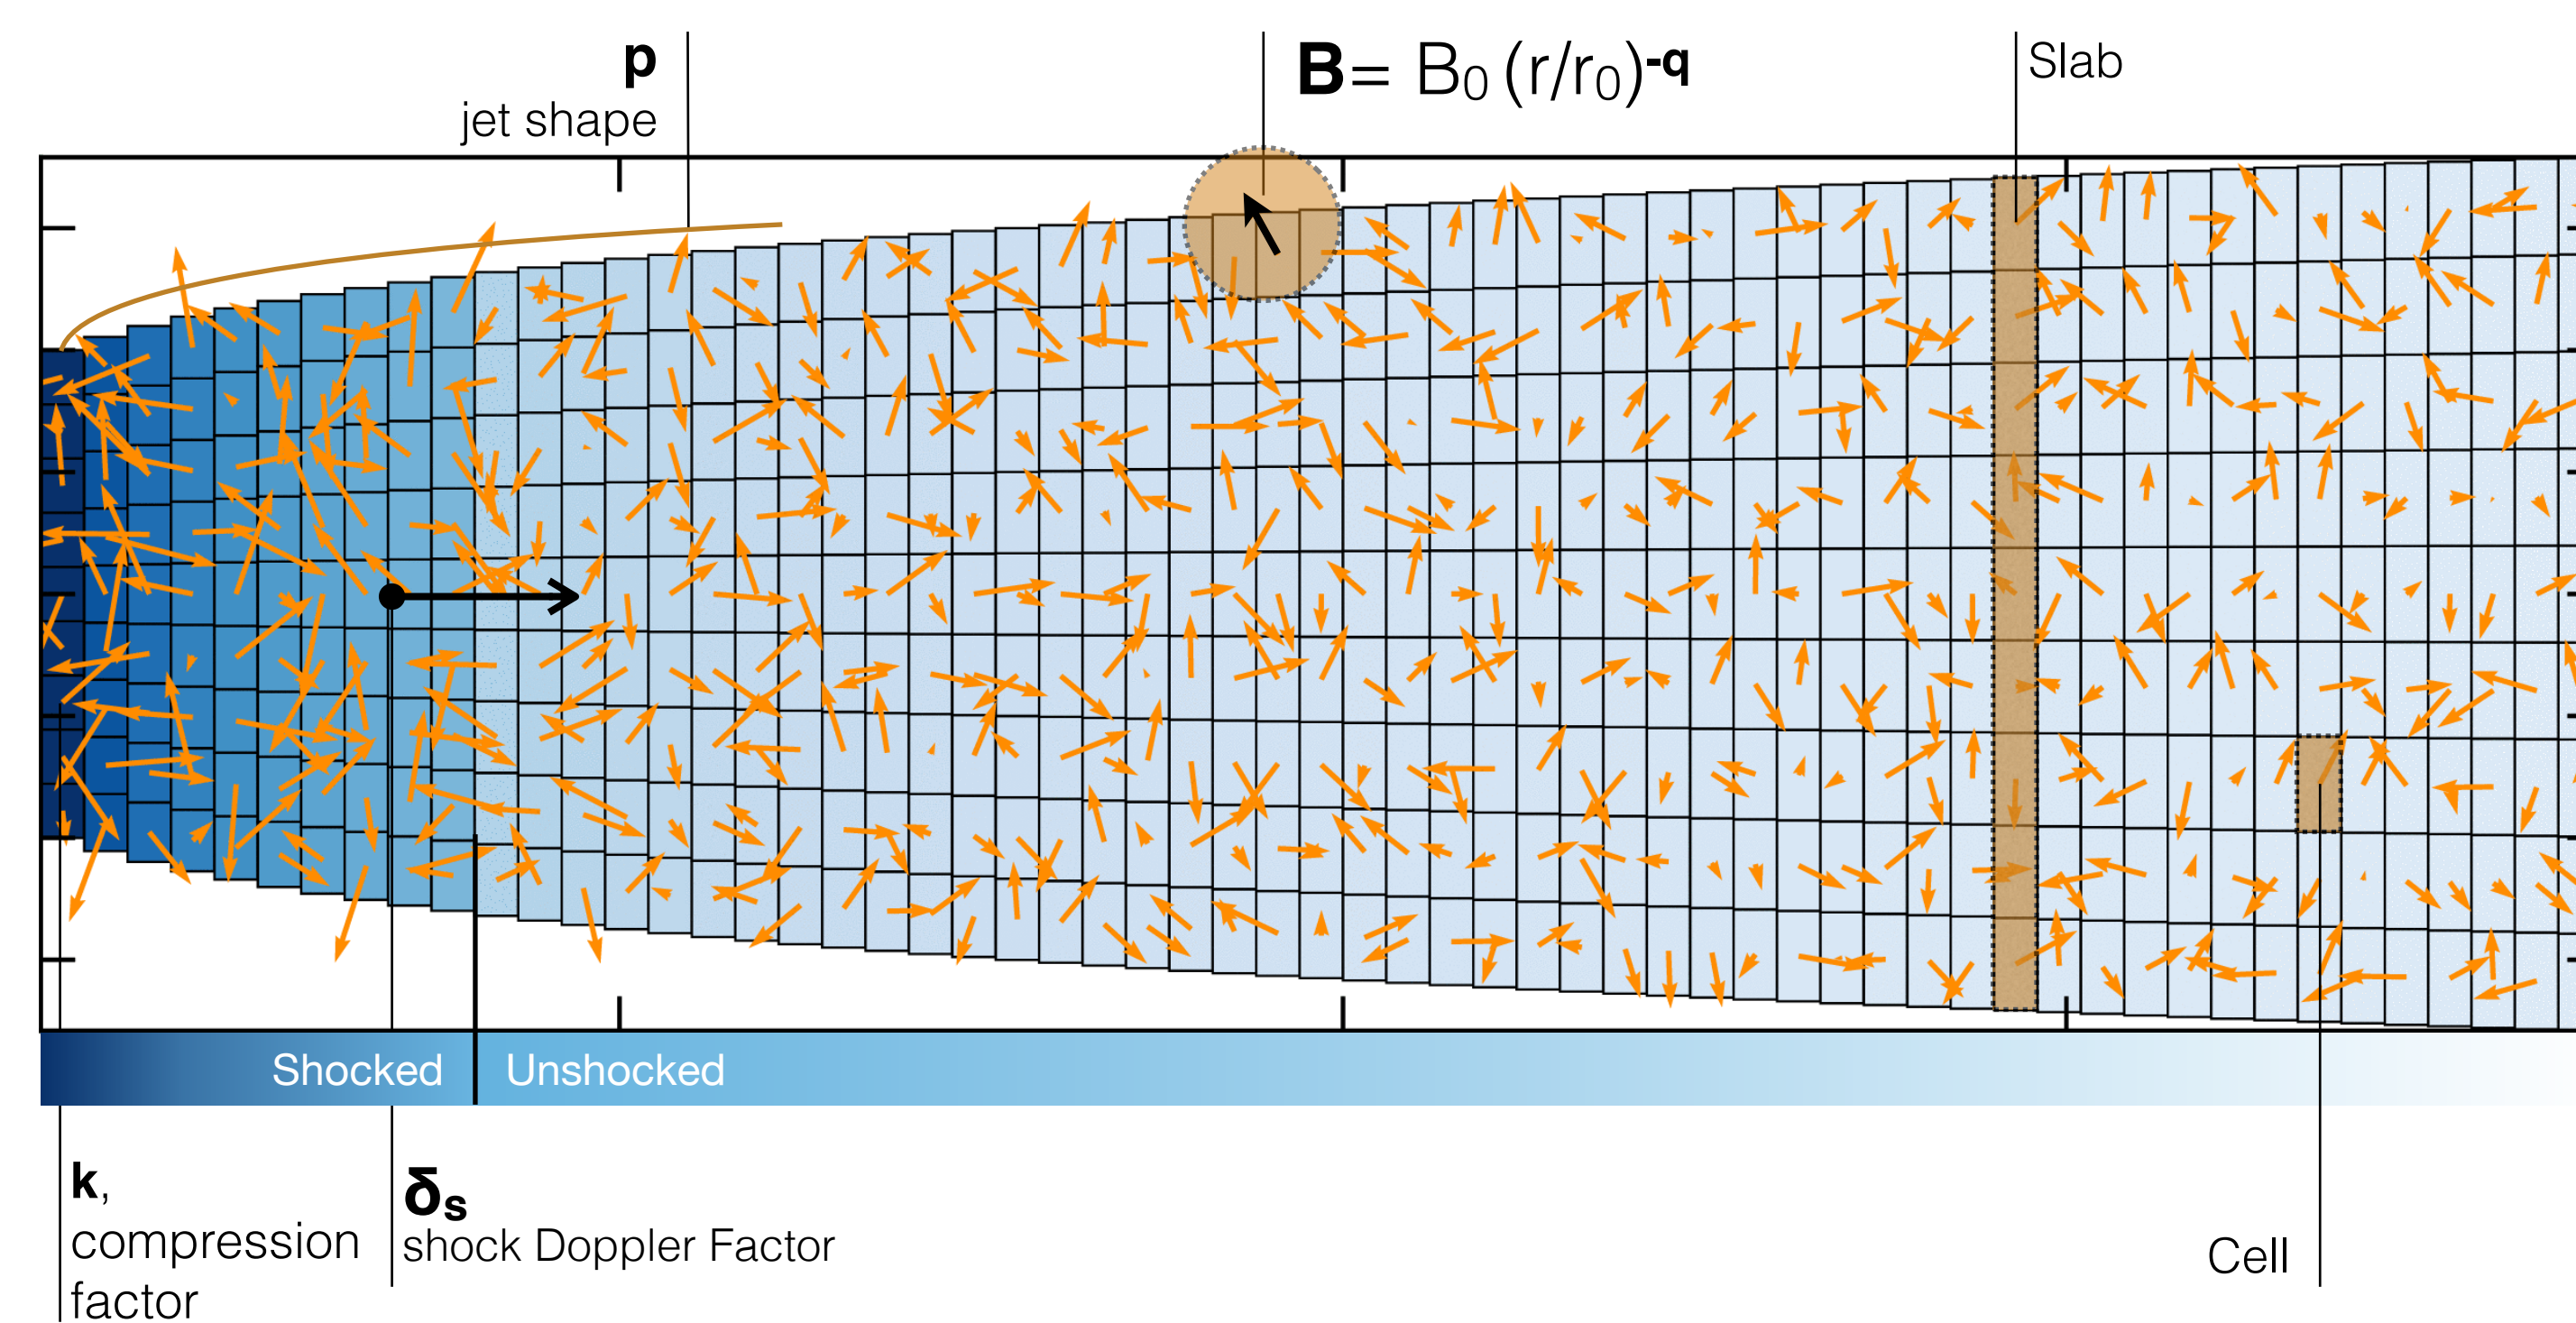 p
jet shape
B= B₀ (r/r₀)⁻q
Slab
Shocked
Unshocked
k,
compression
factor
δs
shock Doppler Factor
Cell